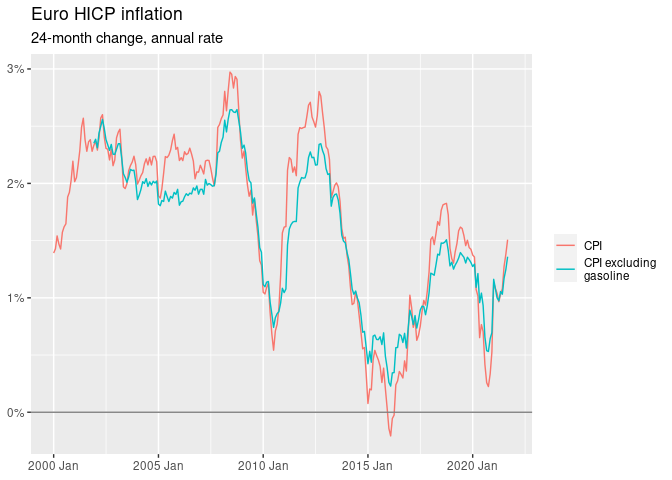 Euro HICP inflation
24-month change, annual rate
3%
2%
1%
0%
2000 Jan
2005 Jan
2010 Jan
2015 Jan
2020 Jan
CPI
CPI excluding
gasoline